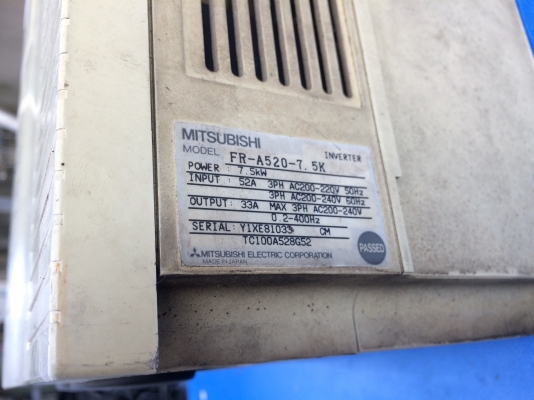 MITSUBISHI
MODEL FR-A520-7.5K INVERTER
POWER : 7.5kW
INPUT : 52A 3PH AC200-220V 50Hz
3PH AC200-240V 60Hz
OUTPUT: 33A MAX 3PH AC200-240V
0.2-400Hz
SERIAL: Y1XE81033 CM
TC100A528G52
MITSUBISHI ELECTRIC CORPORATION
MADE IN JAPAN
PASSED